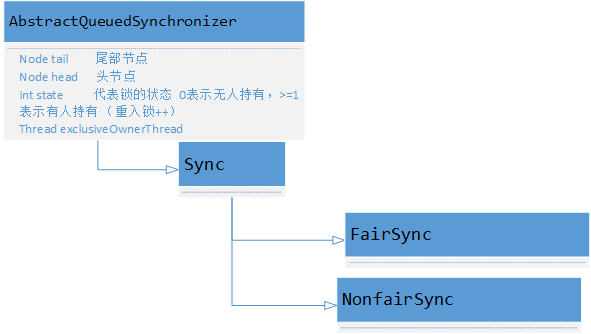 AbstractQueuedSynchronizer
Node tail 尾部节点
Node head 头节点
int state 代表锁的状态 0表示无人持有，>=1
表示有人持有（重入锁++）
Thread exclusiveOwnerThread
Sync
FairSync
NonfairSync